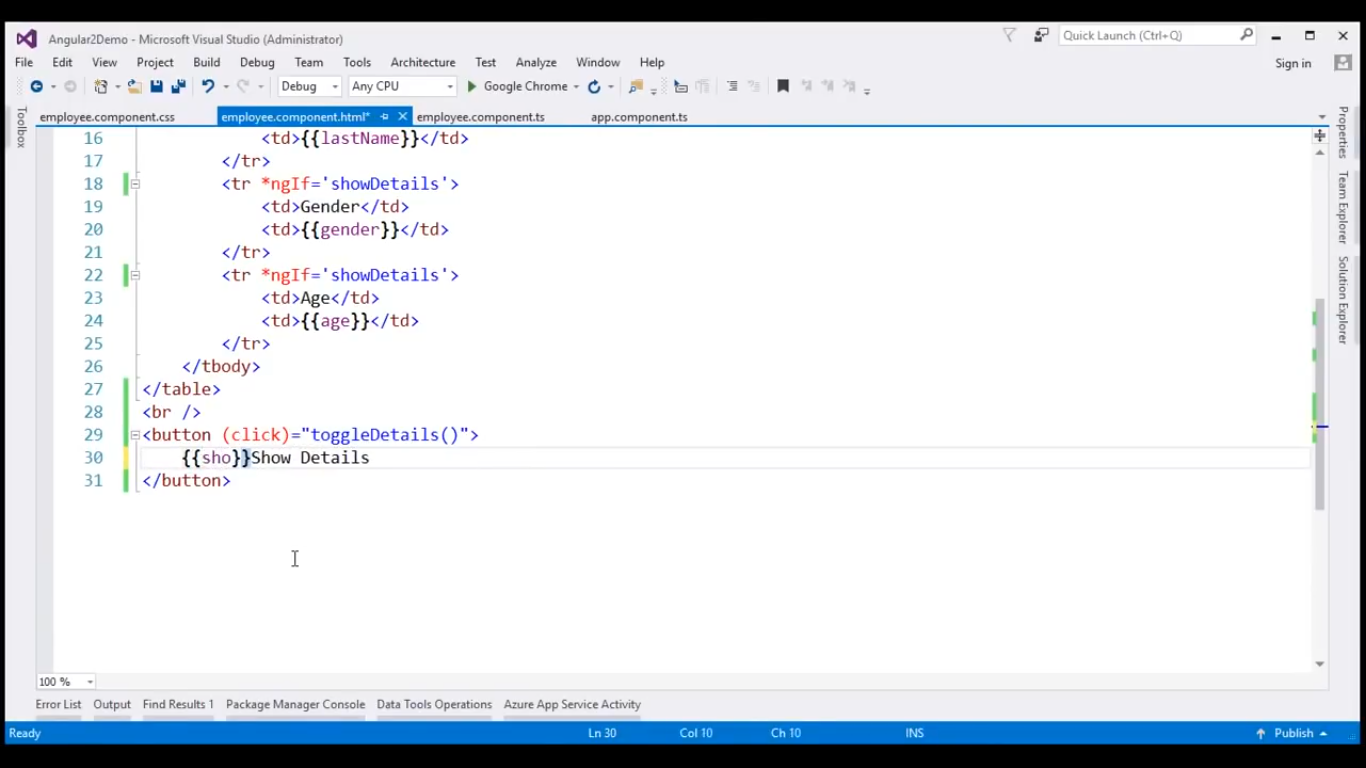 Angular2Demo - Microsoft Visual Studio (Administrator)
Quick Launch (Ctrl+Q)
File Edit View Project Build Debug Team Tools Architecture Test Analyze Window Help
Sign in
Debug Any CPU Google Chrome
employee.component.css employee.component.html* employee.component.ts app.component.ts
Toolbox
Properties
Team Explorer
Solution Explorer
16 <td>{{lastName}}</td>
17 </tr>
18 <tr *ngIf='showDetails'>
19 <td>Gender</td>
20 <td>{{gender}}</td>
21 </tr>
22 <tr *ngIf='showDetails'>
23 <td>Age</td>
24 <td>{{age}}</td>
25 </tr>
26 </tbody>
27 </table>
28 <br />
29 <button (click)="toggleDetails()">
30 {{sho}}Show Details
31 </button>
100 %
Error List Output Find Results 1 Package Manager Console Data Tools Operations Azure App Service Activity
Ready Ln 30 Col 10 Ch 10 INS Publish